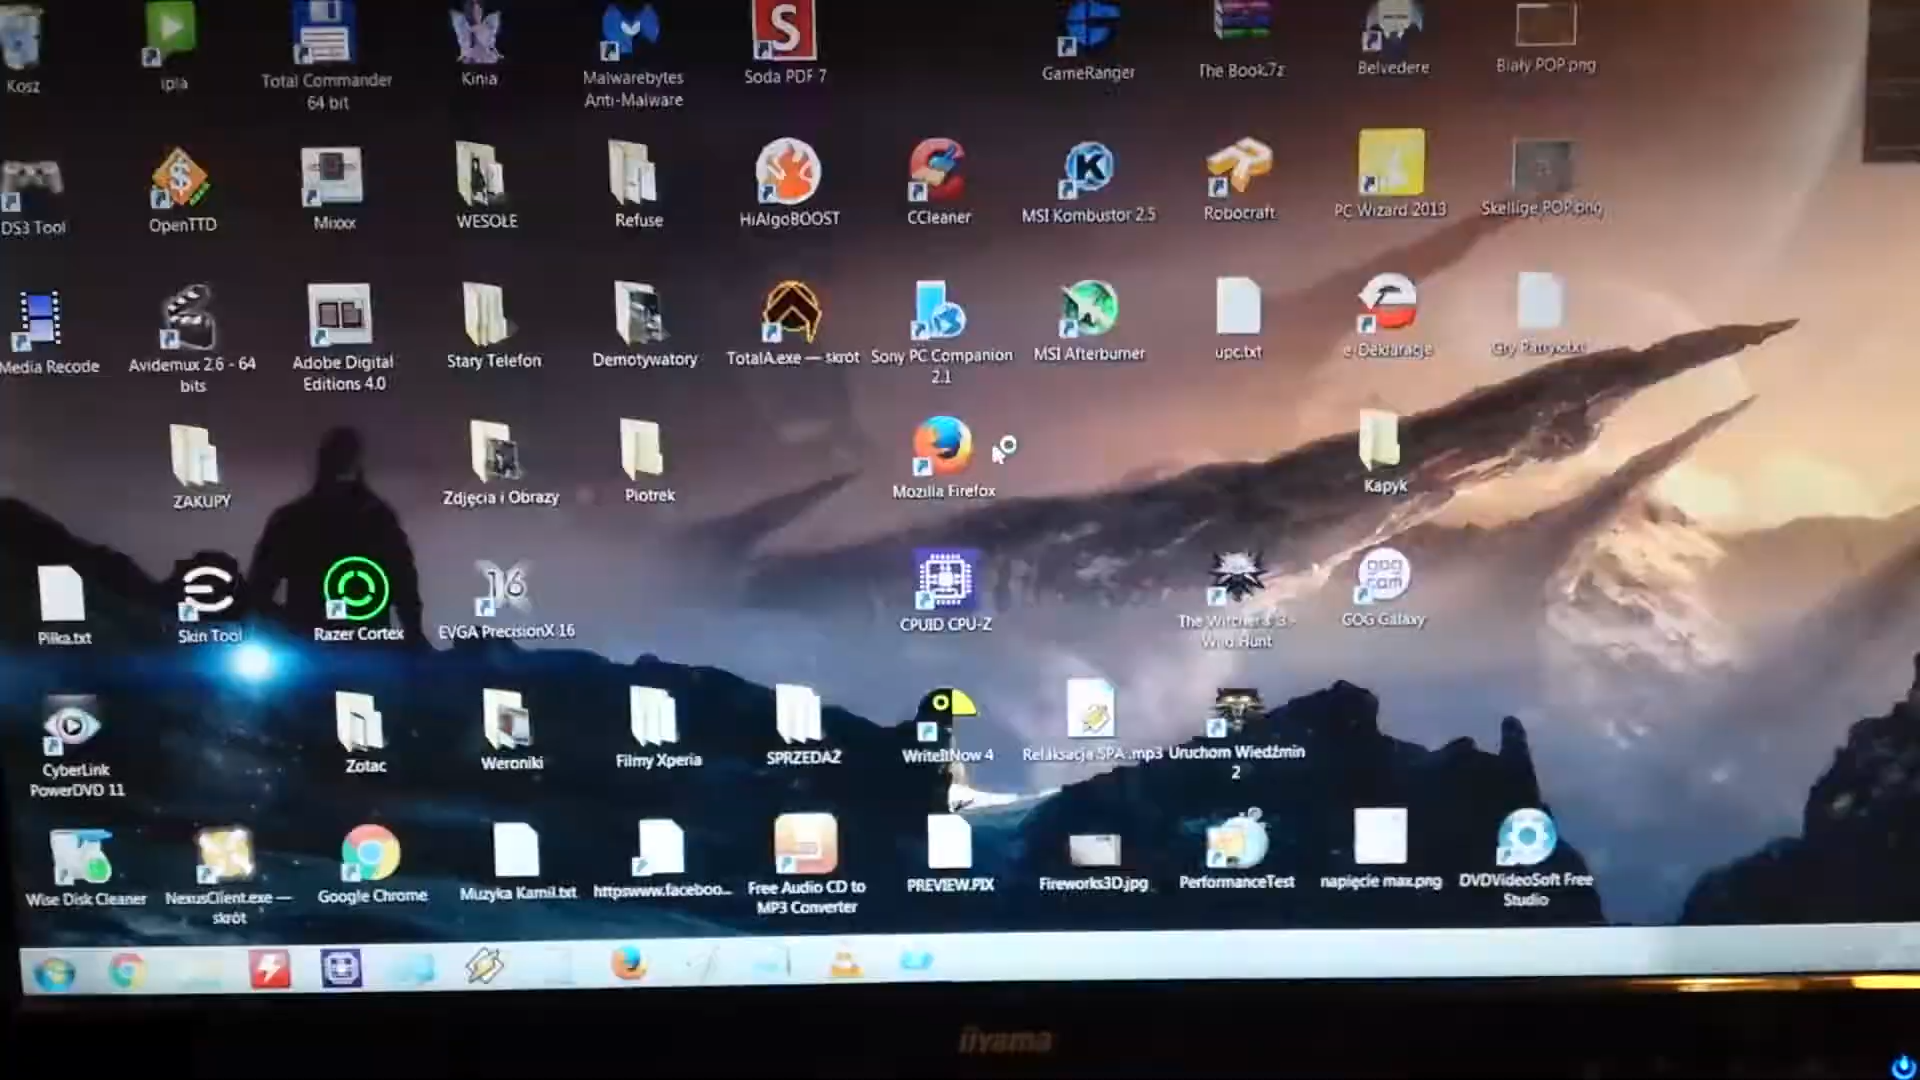 Kosz
ipla
Total Commander
64 bit
Kinia
Malwarebytes
Anti-Malware
S
Soda PDF 7
GameRanger
The Book.7z
Belvedere
Biały POP.png
DS3 Tool
OpenTTD
Mixxx
WESOŁE
Refuse
HiAlgoBOOST
CCleaner
K
MSI Kombustor 2.5
Robocraft
PC Wizard 2013
Skellige POP.png
Media Recode
Avidemux 2.6 - 64
bits
Adobe Digital
Editions 4.0
Stary Telefon
Demotywatory
TotalA.exe — skrót
Sony PC Companion
2.1
MSI Afterburner
upc.txt
e-Deklaracje
ZAKUPY
Zdjęcia i Obrazy
Piotrek
Mozilla Firefox
Kapyk
Piłka.txt
Skin Tool
Razer Cortex
16
EVGA PrecisionX 16
CPUID CPU-Z
The Witcher 3 -
Wild Hunt
gog
com
GOG Galaxy
CyberLink
PowerDVD 11
Zotac
Weroniki
Filmy Xperia
SPRZEDAŻ
WriteItNow 4
Relaksacja SPA .mp3
Uruchom Wiedźmin
2
Wise Disk Cleaner
NexusClient.exe —
skrót
Google Chrome
Muzyka Kamil.txt
httpswww.faceboo...
Free Audio CD to
MP3 Converter
PREVIEW.PIX
Fireworks3D.jpg
PerformanceTest
napięcie max.png
DVDVideoSoft Free
Studio
iiyama